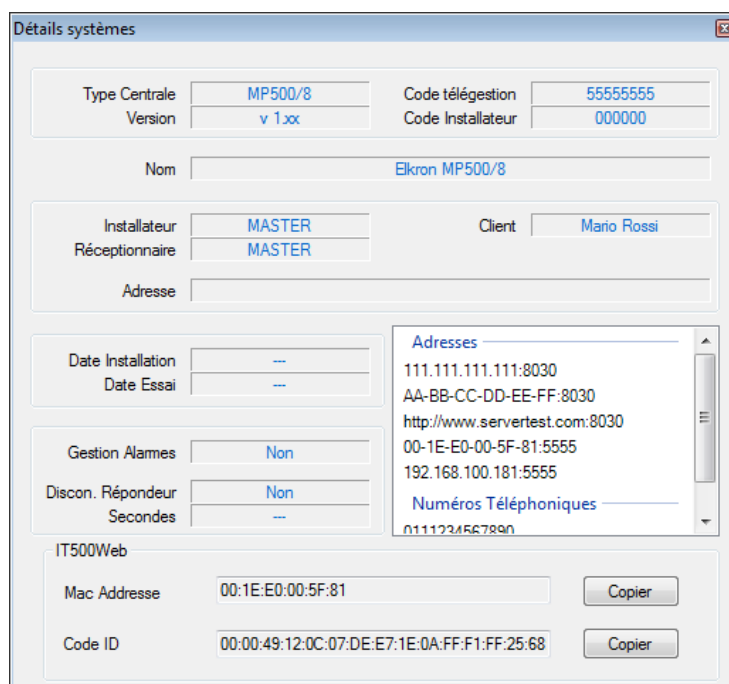 Détails systèmes
Type Centrale MP500/8 Code télégestion 55555555
Version v 1.xx Code Installateur 000000
Nom Elkron MP500/8
Installateur MASTER Client Mario Rossi
Réceptionnaire MASTER
Adresse
Date Installation ---
Date Essai ---
Gestion Alarmes Non
Discon. Répondeur Non
Secondes ---
Adresses
111.111.111.111:8030
AA-BB-CC-DD-EE-FF:8030
http://www.servertest.com:8030
00-1E-E0-00-5F-81:5555
192.168.100.181:5555
Numéros Téléphoniques
0111234567890
IT500Web
Mac Addresse 00:1E:E0:00:5F:81 Copier
Code ID 00:00:49:12:0C:07:DE:E7:1E:0A:FF:F1:FF:25:68 Copier